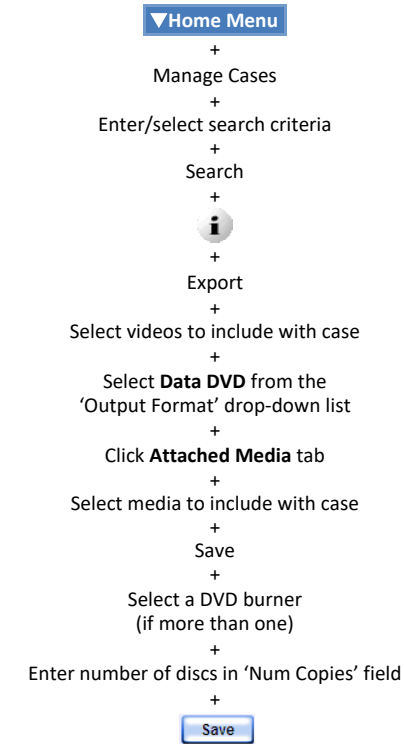 ▼Home Menu
+
Manage Cases
+
Enter/select search criteria
+
Search
+
i
+
Export
+
Select videos to include with case
+
Select Data DVD from the
‘Output Format’ drop-down list
+
Click Attached Media tab
+
Select media to include with case
+
Save
+
Select a DVD burner
(if more than one)
+
Enter number of discs in ‘Num Copies’ field
+
Save